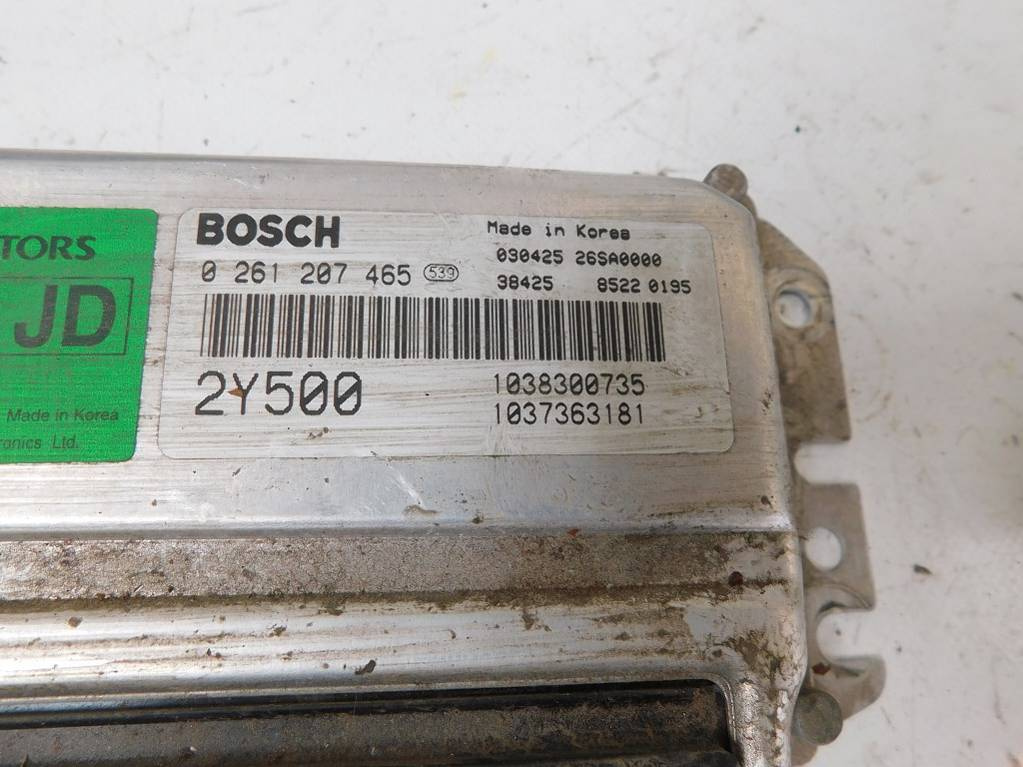 TORS
JD
Made in Korea
ronics Ltd.
BOSCH
0 261 207 465 539
Made in Korea
030425 26SA0000
38425 8522 0195
2Y500
1038300735
1037363181